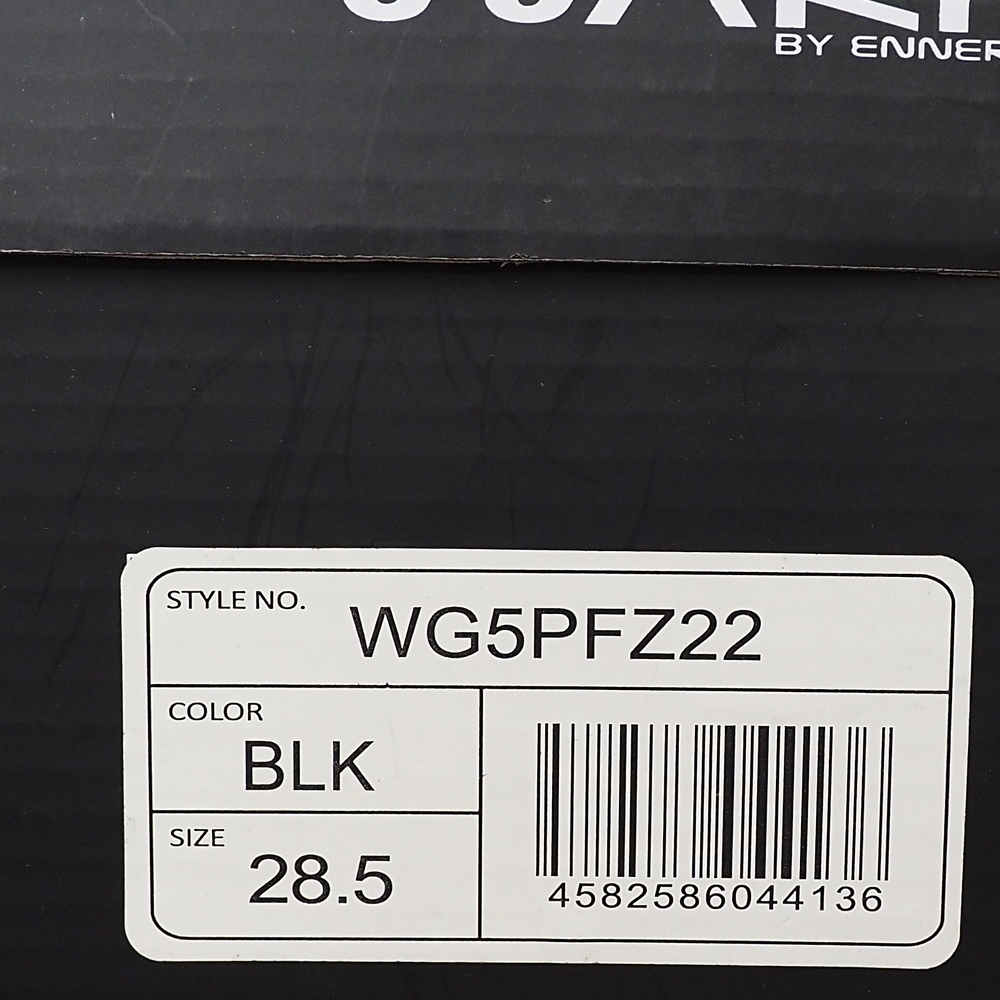 BY ENNER
STYLE NO.
WG5PFZ22
COLOR
BLK
SIZE
28.5
4582586044136